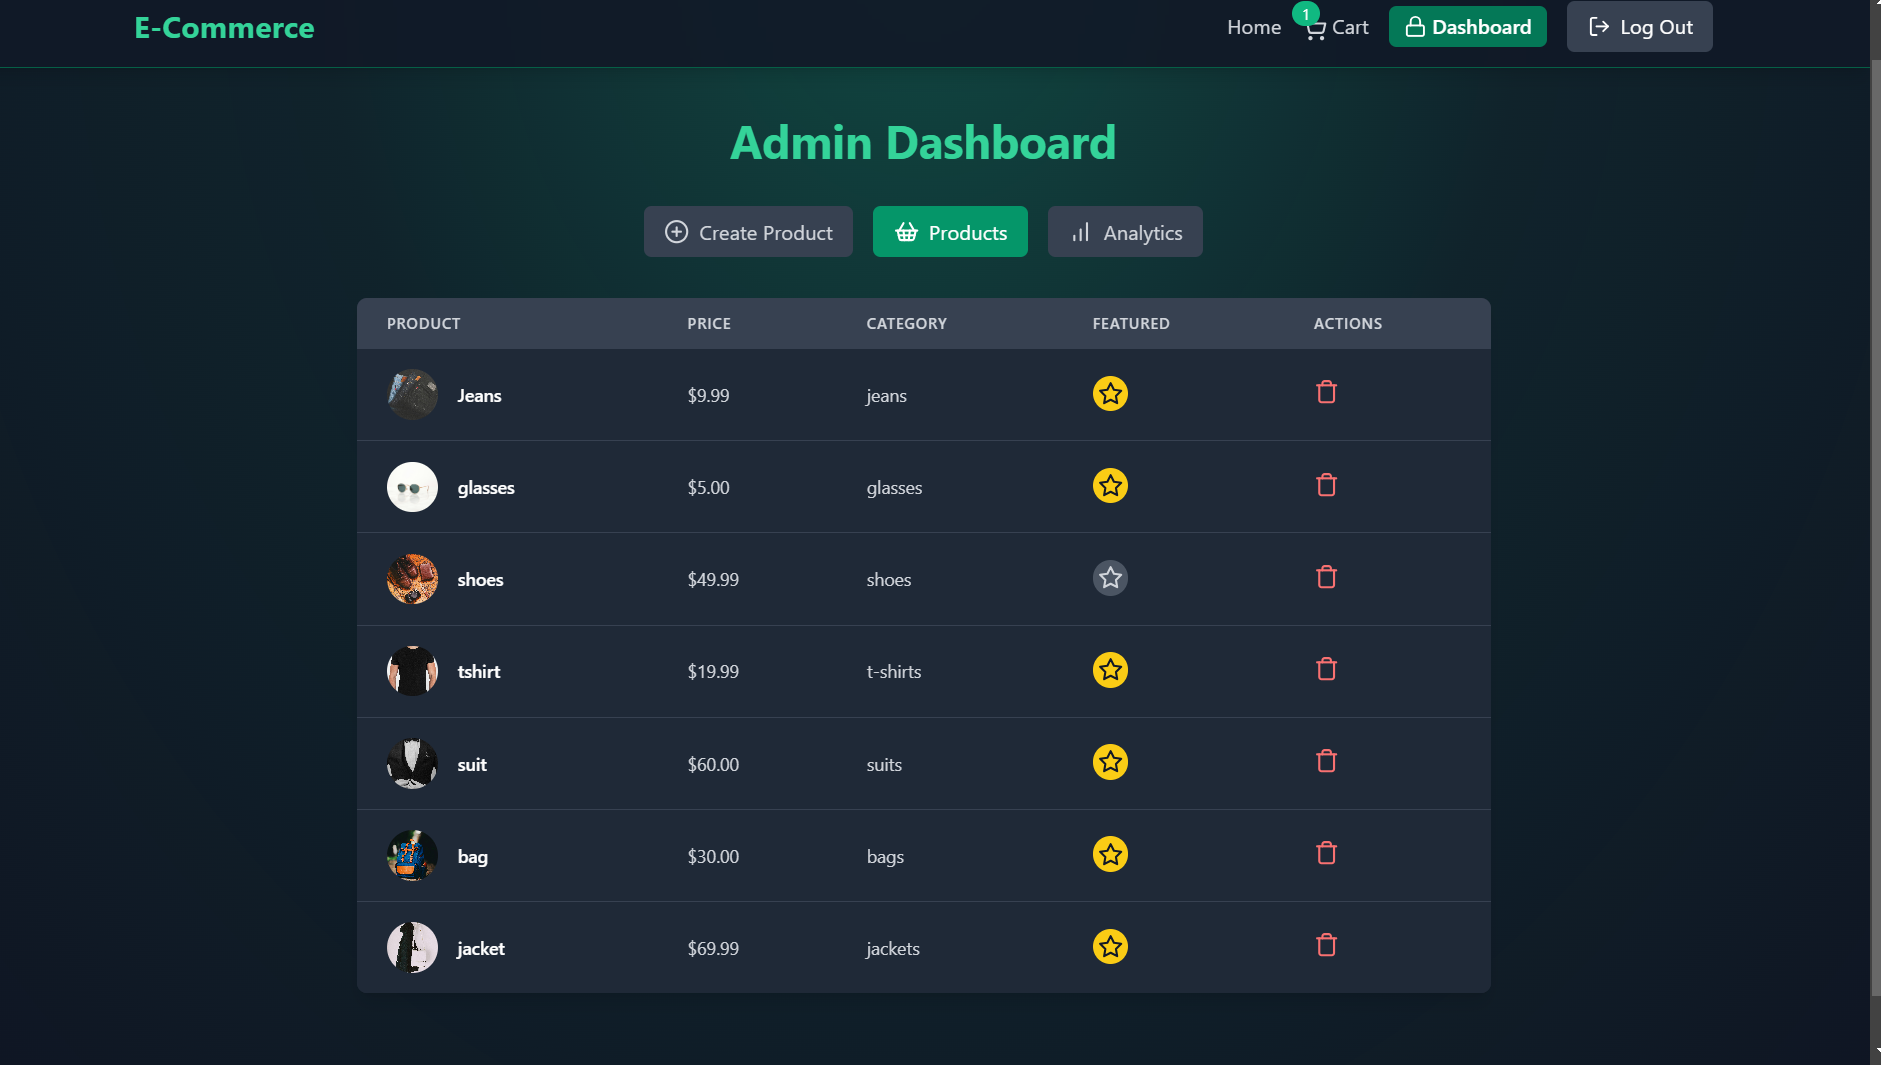 E-Commerce
Home 1 Cart Dashboard Log Out
Admin Dashboard
Create Product Products Analytics
PRODUCT PRICE CATEGORY FEATURED ACTIONS
Jeans $9.99 jeans
glasses $5.00 glasses
shoes $49.99 shoes
tshirt $19.99 t-shirts
suit $60.00 suits
bag $30.00 bags
jacket $69.99 jackets